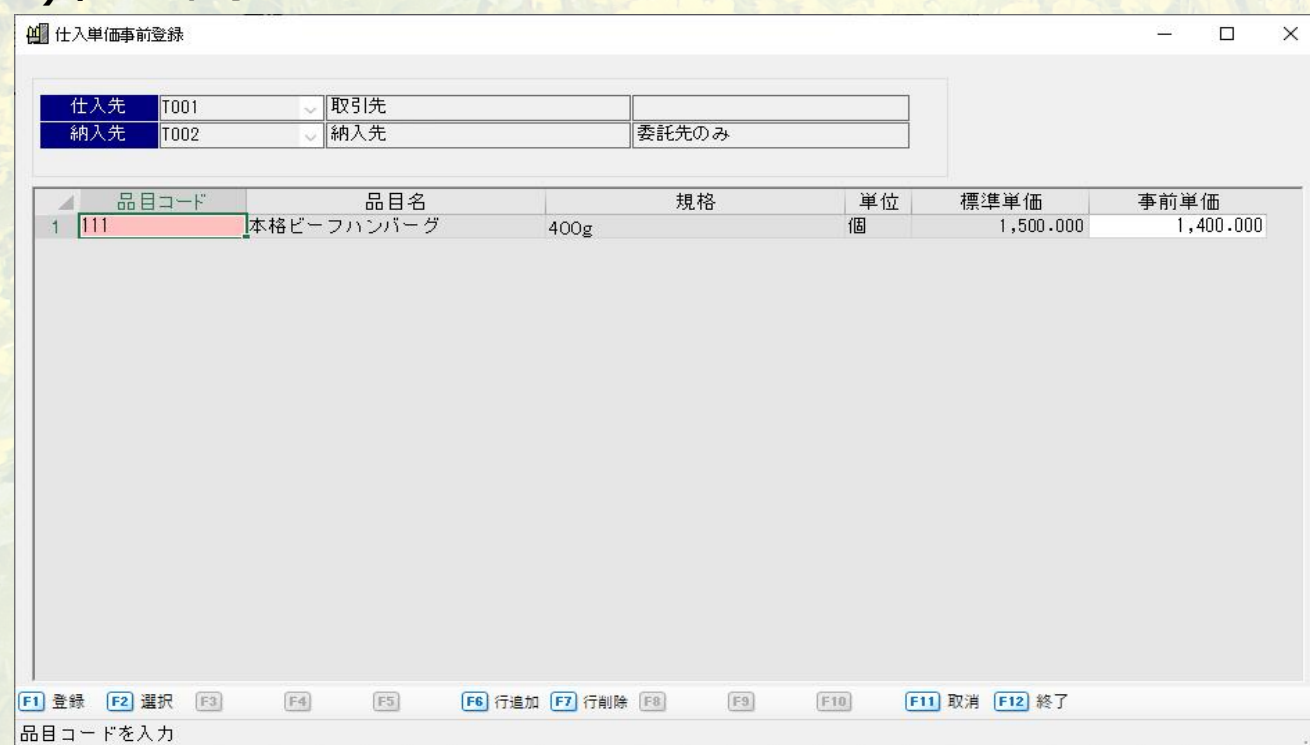 仕入単価事前登録
仕入先 T001 取引先
納入先 T002 納入先 委託先のみ
品目コード 品目名 規格 単位 標準単価 事前単価
1 111 本格ビーフハンバーグ 400g 個 1,500.000 1,400.000
F1 登録 F2 選択 F3 F4 F5 F6 行追加 F7 行削除 F8 F9 F10 F11 取消 F12 終了
品目コードを入力